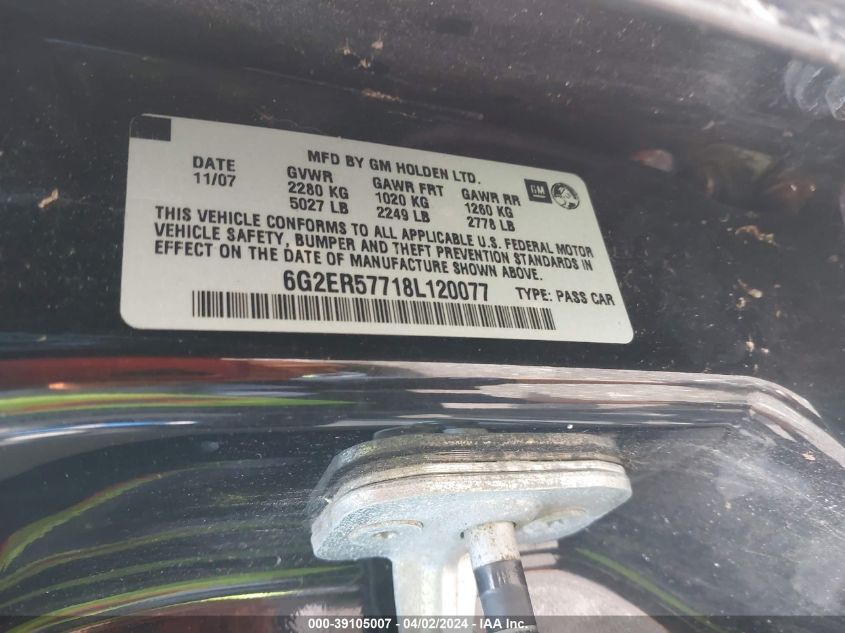 MFD BY GM HOLDEN LTD.
DATE GVWR GAWR FRT GAWR RR GM
11/07 2280 KG 1020 KG 1260 KG
5027 LB 2249 LB 2778 LB
THIS VEHICLE CONFORMS TO ALL APPLICABLE U.S. FEDERAL MOTOR
VEHICLE SAFETY, BUMPER AND THEFT PREVENTION STANDARDS IN
EFFECT ON THE DATE OF MANUFACTURE SHOWN ABOVE.
6G2ER57718L120077 TYPE: PASS CAR
000-39105007 - 04/02/2024 - IAA Inc.